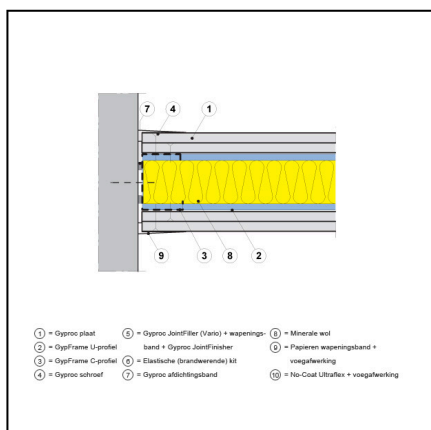 7 4 1
9 3 8 2
1 = Gyproc plaat
2 = GypFrame U-profiel
3 = GypFrame C-profiel
4 = Gyproc schroef
5 = Gyproc JointFiller (Vario) + wapenings-
band + Gyproc JointFinisher
6 = Elastische (brandwerende) kit
7 = Gyproc afdichtingsband
8 = Minerale wol
9 = Papieren wapeningsband +
voegafwerking
10 = No-Coat Ultraflex + voegafwerking